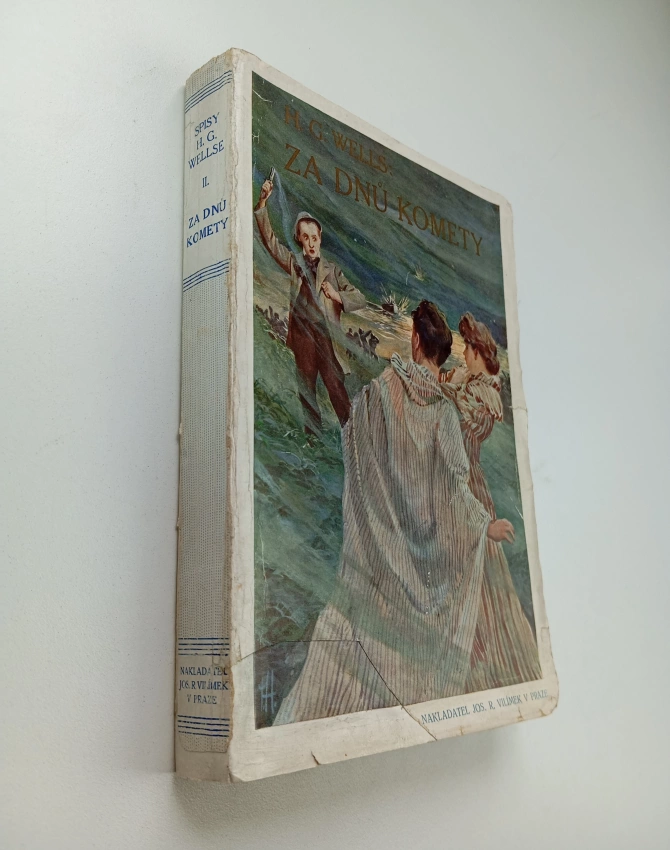 SPISY
H. G.
WELLSE
II.
ZA DNŮ
KOMETY
NAKLADATEL
JOS. R. VILÍMEK
V PRAZE
H. G. WELLS:
ZA DNŮ KOMETY
NAKLADATEL JOS. R. VILÍMEK V PRAZE